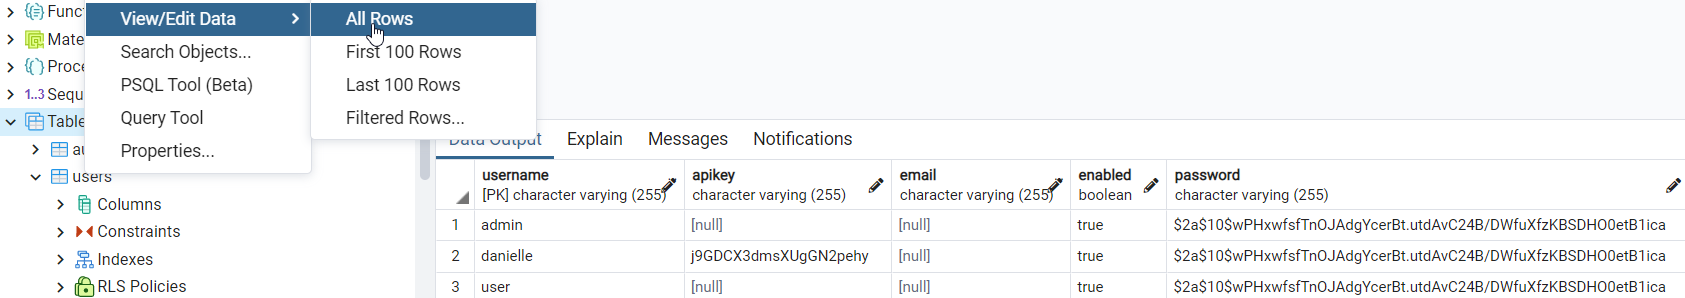 Func
Mate
Proce
1..3 Sequ
Table
au
users
Columns
Constraints
Indexes
RLS Policies
View/Edit Data
Search Objects...
PSQL Tool (Beta)
Query Tool
Properties...
All Rows
First 100 Rows
Last 100 Rows
Filtered Rows...
Data Output Explain Messages Notifications
username apikey email enabled password
[PK] character varying (255) character varying (255) character varying (255) boolean character varying (255)
1 admin [null] [null] true $2a$10$wPHxwfsfTnOJAdgYcerBt.utdAvC24B/DWfuXfzKBSDHO0etB1ica
2 danielle j9GDCX3dmsXUgGN2pehy [null] true $2a$10$wPHxwfsfTnOJAdgYcerBt.utdAvC24B/DWfuXfzKBSDHO0etB1ica
3 user [null] [null] true $2a$10$wPHxwfsfTnOJAdgYcerBt.utdAvC24B/DWfuXfzKBSDHO0etB1ica